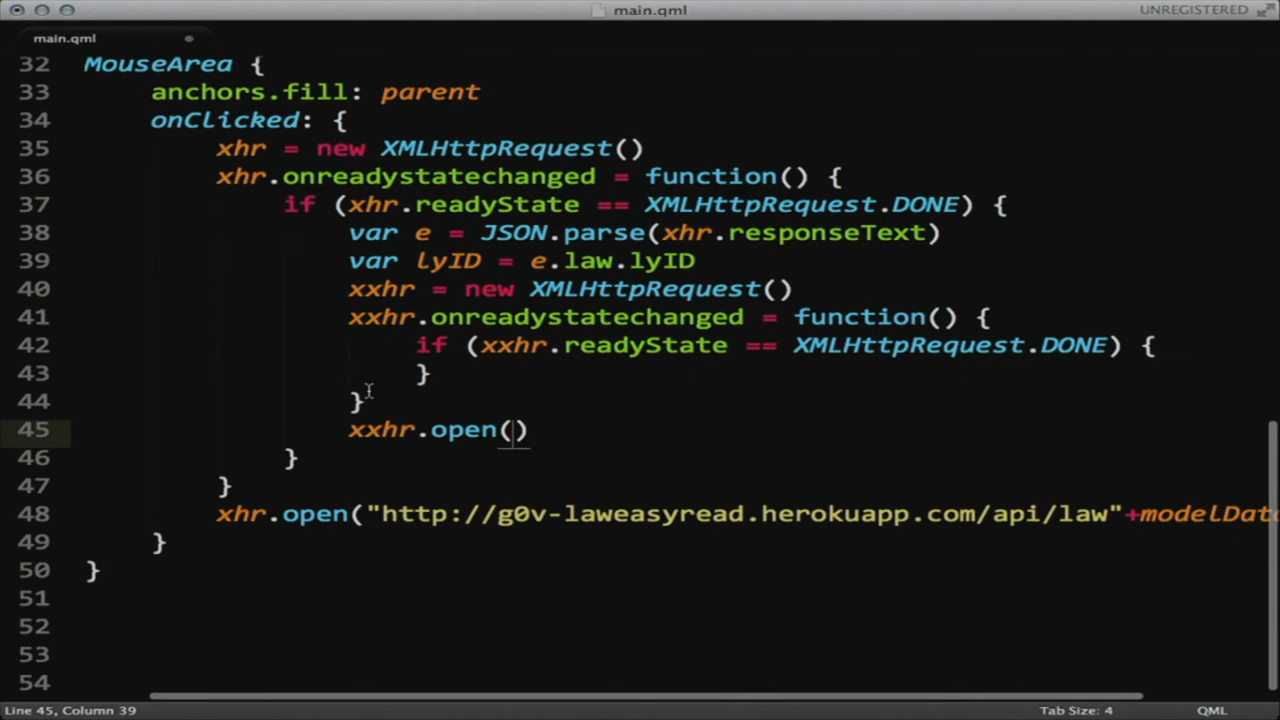 main.qml
UNREGISTERED
main.qml
32 MouseArea {
33 anchors.fill: parent
34 onClicked: {
35 xhr = new XMLHttpRequest()
36 xhr.onreadystatechanged = function() {
37 if (xhr.readyState == XMLHttpRequest.DONE) {
38 var e = JSON.parse(xhr.responseText)
39 var lyID = e.law.lyID
40 xxhr = new XMLHttpRequest()
41 xxhr.onreadystatechanged = function() {
42 if (xxhr.readyState == XMLHttpRequest.DONE) {
43 }
44 }
45 xxhr.open()
46 }
47 }
48 xhr.open("http://g0v-laweasyread.herokuapp.com/api/law"+modelDat
49 }
50 }
51
52
53
54
Line 45, Column 39
Tab Size: 4
QML